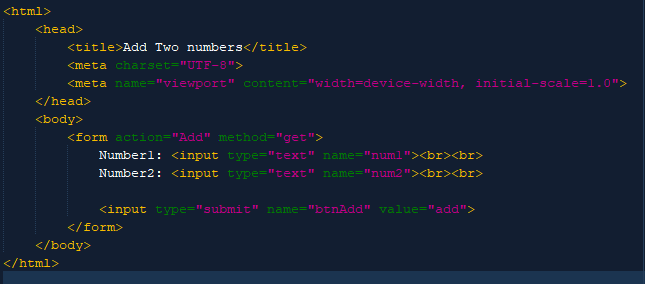 <html>
<head>
<title>Add Two numbers</title>
<meta charset="UTF-8">
<meta name="viewport" content="width=device-width, initial-scale=1.0">
</head>
<body>
<form action="Add" method="get">
Number1: <input type="text" name="num1"><br><br>
Number2: <input type="text" name="num2"><br><br>
<input type="submit" name="btnAdd" value="add">
</form>
</body>
</html>